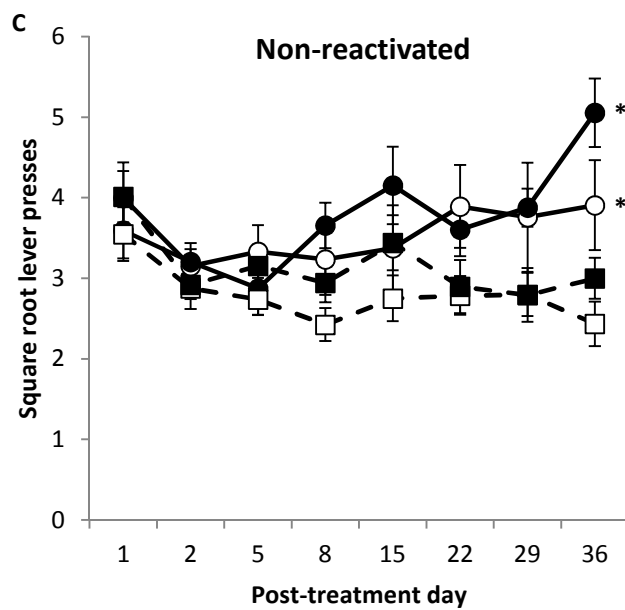 C
Non-reactivated
Square root lever presses
6
5
4
3
2
1
0
*
*
1 2 5 8 15 22 29 36
Post-treatment day